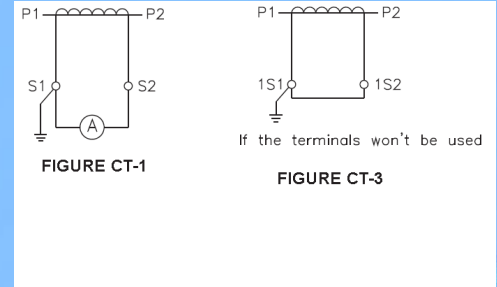 P1 P2
S1 S2
A
FIGURE CT-1
P1 P2
1S1 1S2
If the terminals won't be used
FIGURE CT-3